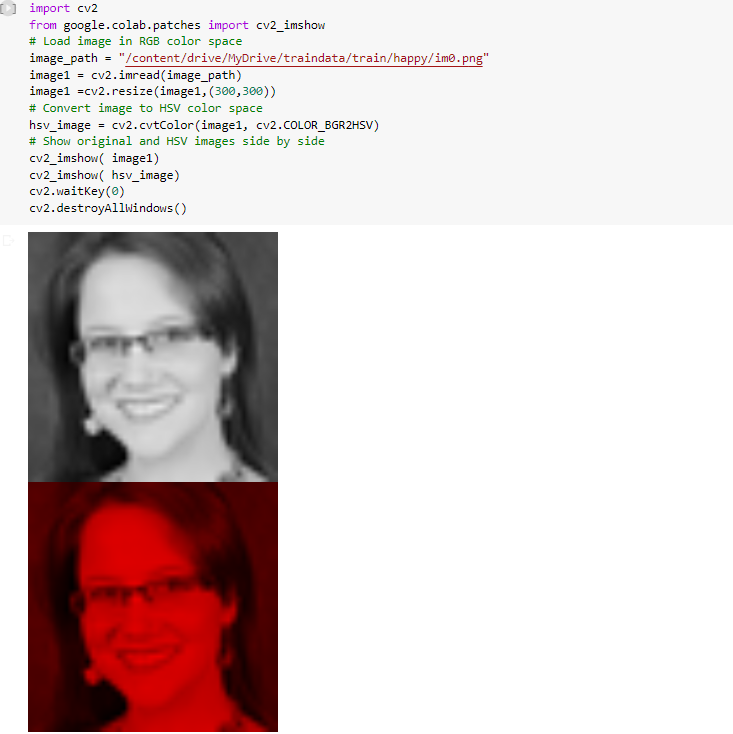 import cv2
from google.colab.patches import cv2_imshow
# Load image in RGB color space
image_path = "/content/drive/MyDrive/traindata/train/happy/im0.png"
image1 = cv2.imread(image_path)
image1 =cv2.resize(image1,(300,300))
# Convert image to HSV color space
hsv_image = cv2.cvtColor(image1, cv2.COLOR_BGR2HSV)
# Show original and HSV images side by side
cv2_imshow( image1)
cv2_imshow( hsv_image)
cv2.waitKey(0)
cv2.destroyAllWindows()